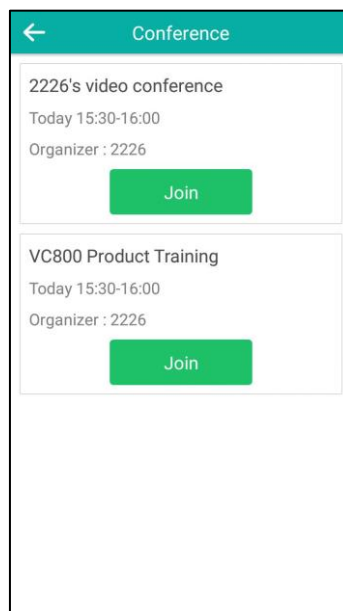 Conference
2226's video conference
Today 15:30-16:00
Organizer : 2226
Join
VC800 Product Training
Today 15:30-16:00
Organizer : 2226
Join